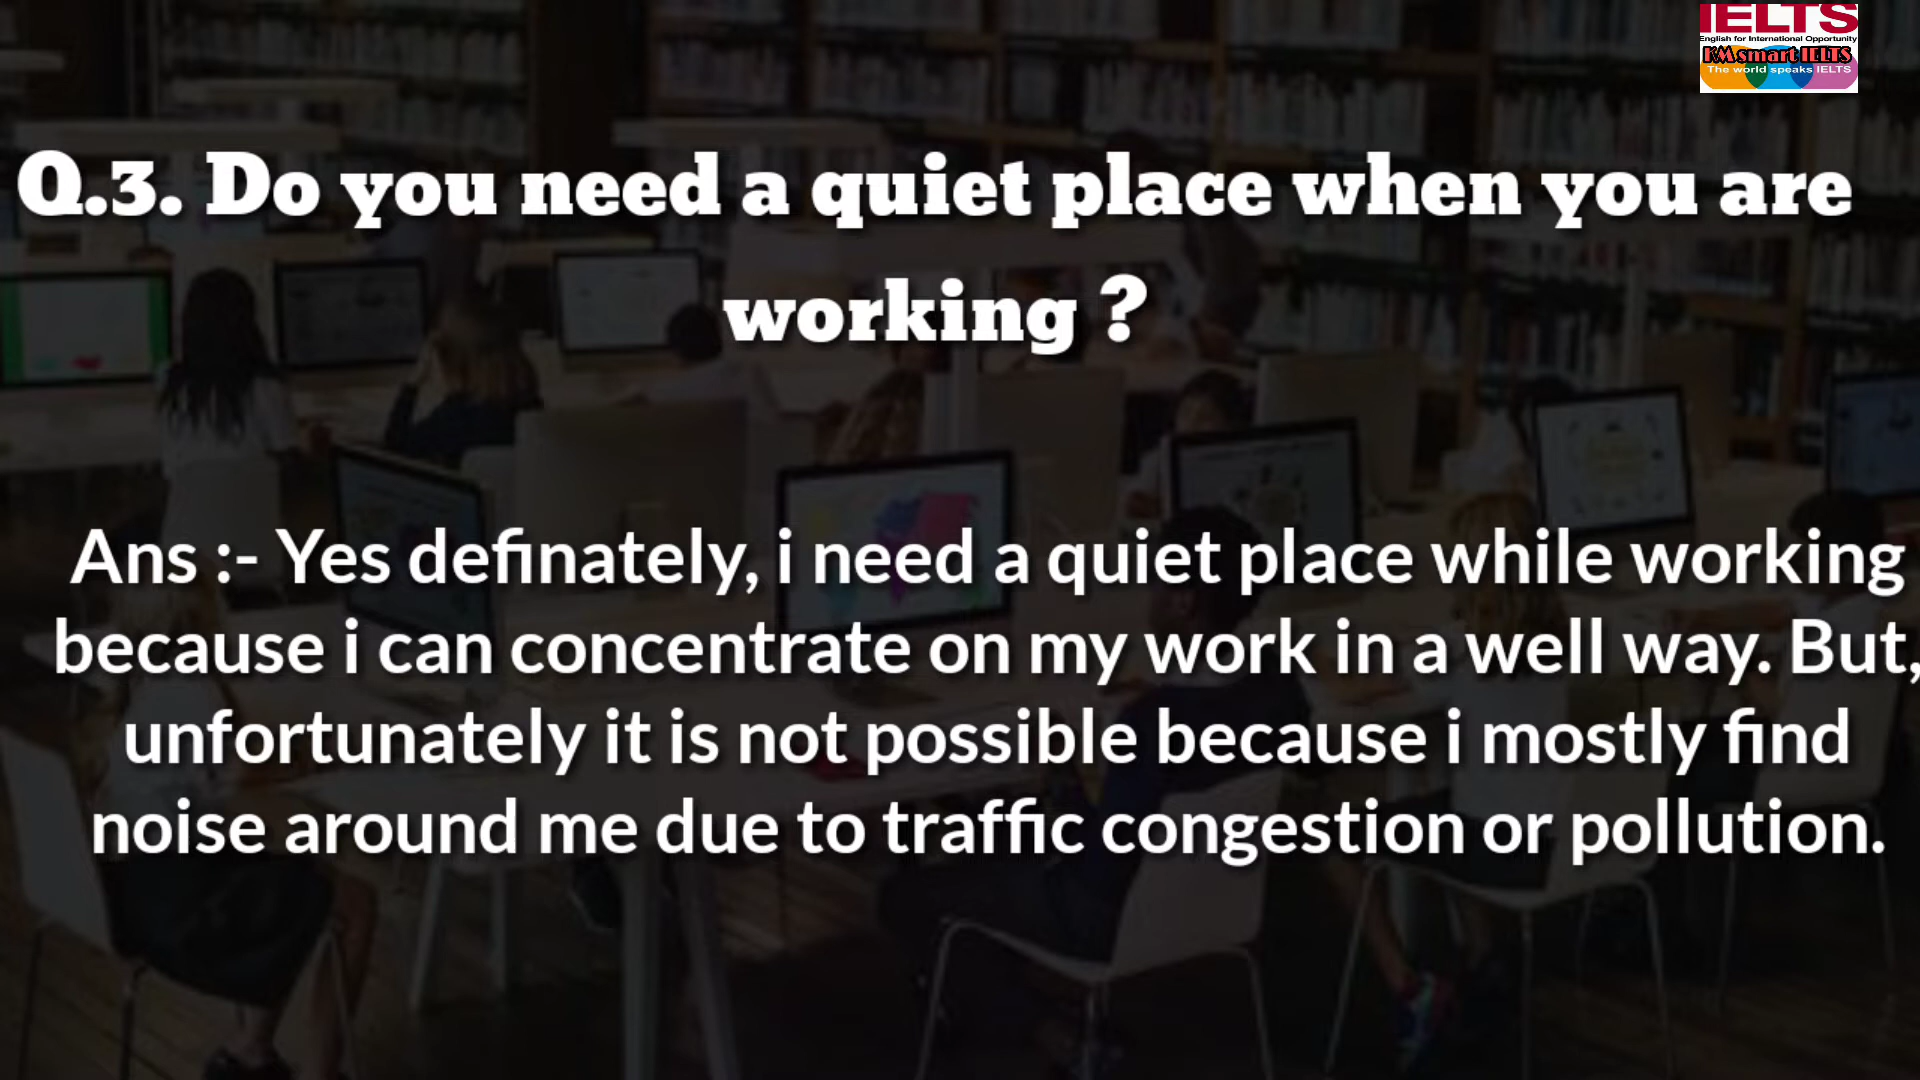 IELTS
English for International Opportunity
KMsmart IELTS
The world speaks IELTS
Q.3. Do you need a quiet place when you are
working ?
Ans :- Yes definately, i need a quiet place while working
because i can concentrate on my work in a well way. But,
unfortunately it is not possible because i mostly find
noise around me due to traffic congestion or pollution.